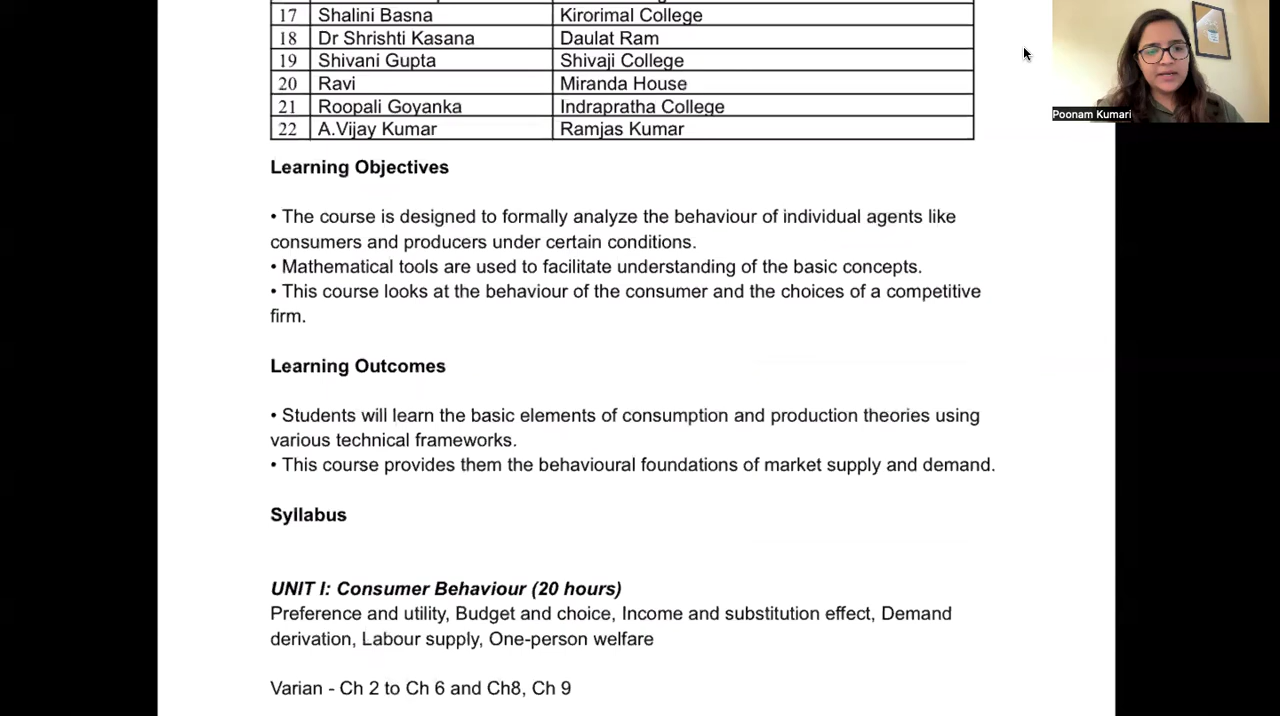 17 Shalini Basna Kirorimal College
18 Dr Shrishti Kasana Daulat Ram
19 Shivani Gupta Shivaji College
20 Ravi Miranda House
21 Roopali Goyanka Indrapratha College
22 A.Vijay Kumar Ramjas Kumar
Poonam Kumari
Learning Objectives
• The course is designed to formally analyze the behaviour of individual agents like
consumers and producers under certain conditions.
• Mathematical tools are used to facilitate understanding of the basic concepts.
• This course looks at the behaviour of the consumer and the choices of a competitive
firm.
Learning Outcomes
• Students will learn the basic elements of consumption and production theories using
various technical frameworks.
• This course provides them the behavioural foundations of market supply and demand.
Syllabus
UNIT I: Consumer Behaviour (20 hours)
Preference and utility, Budget and choice, Income and substitution effect, Demand
derivation, Labour supply, One-person welfare
Varian - Ch 2 to Ch 6 and Ch8, Ch 9